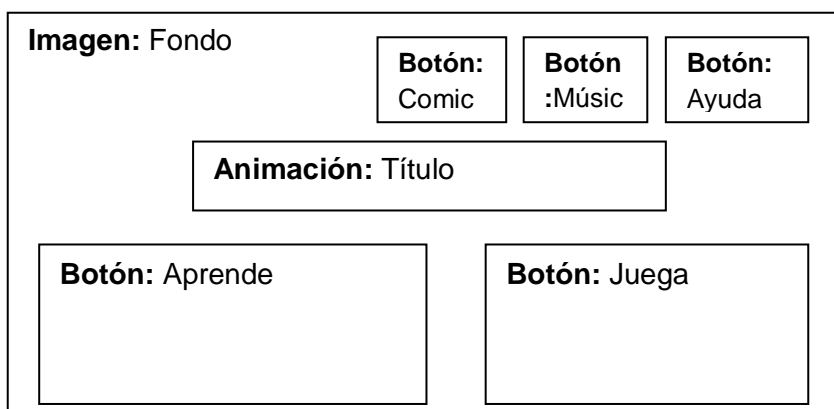 Imagen: Fondo
Botón:
Comic
Botón
:Músic
Botón:
Ayuda
Animación: Título
Botón: Aprende
Botón: Juega